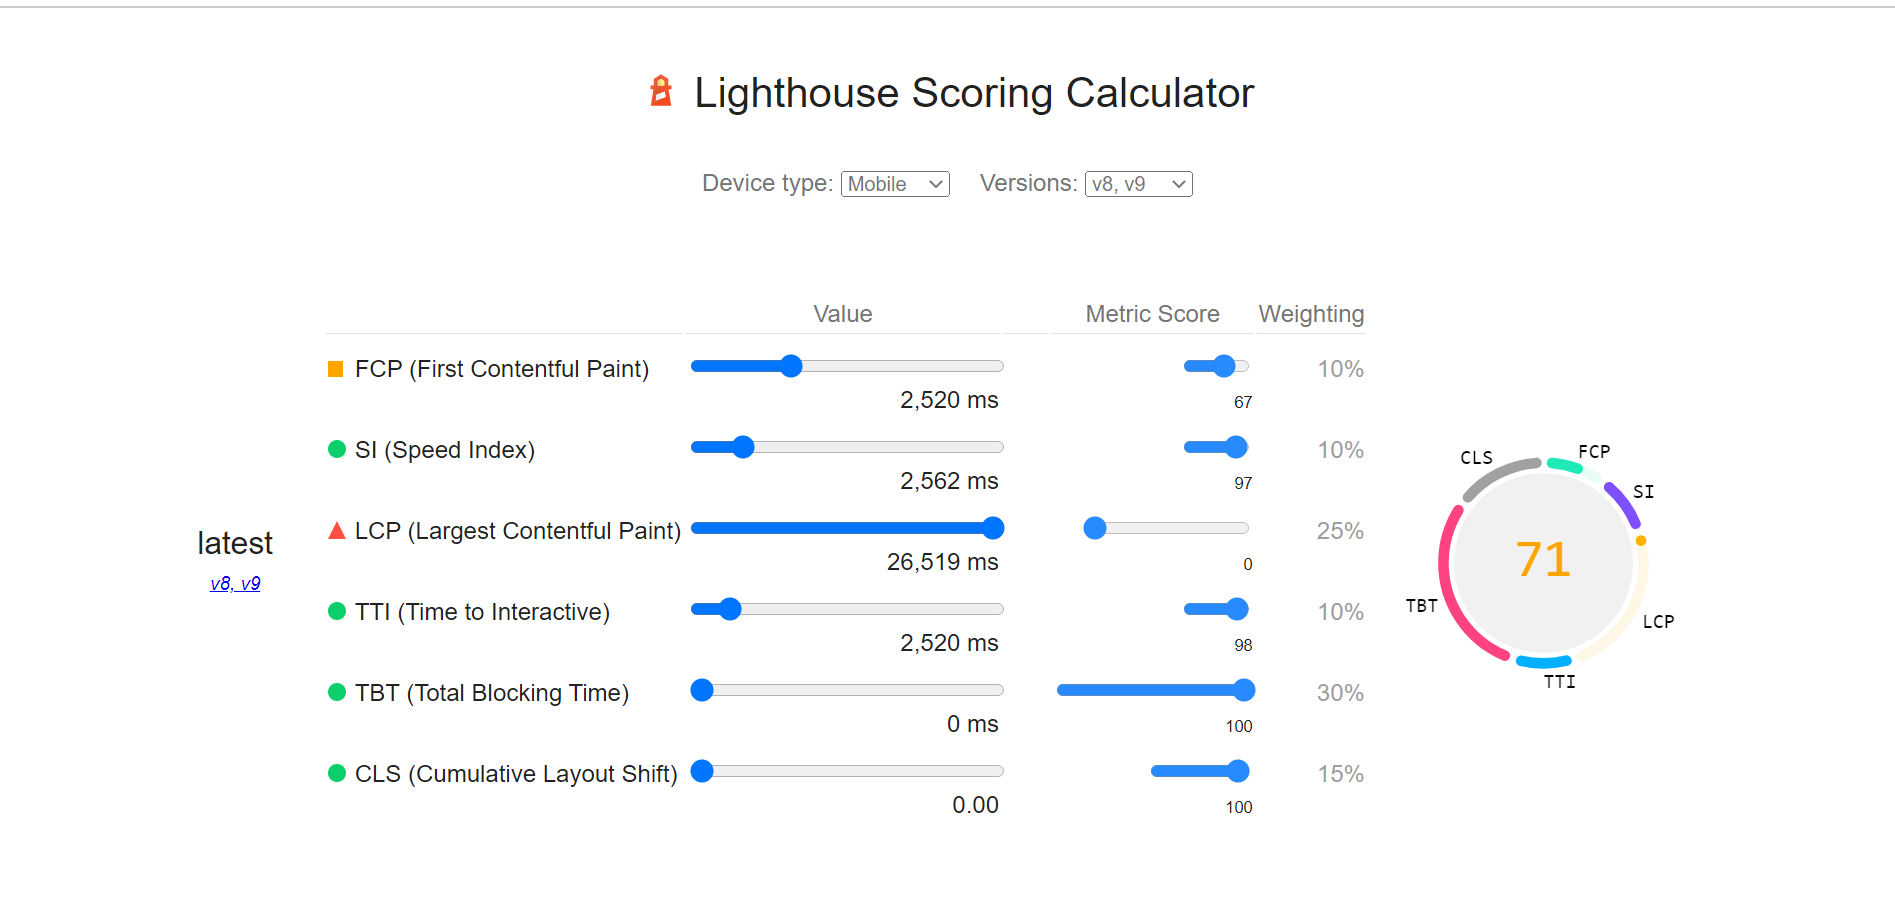 Lighthouse Scoring Calculator
Device type: Mobile Versions: v8, v9
Value Metric Score Weighting
FCP (First Contentful Paint) 10%
2,520 ms 67
SI (Speed Index) 10%
2,562 ms 97
LCP (Largest Contentful Paint) 25%
26,519 ms 0
TTI (Time to Interactive) 10%
2,520 ms 98
TBT (Total Blocking Time) 30%
0 ms 100
CLS (Cumulative Layout Shift) 15%
0.00 100
latest
v8, v9
CLS
FCP
SI
71
TBT
LCP
TTI